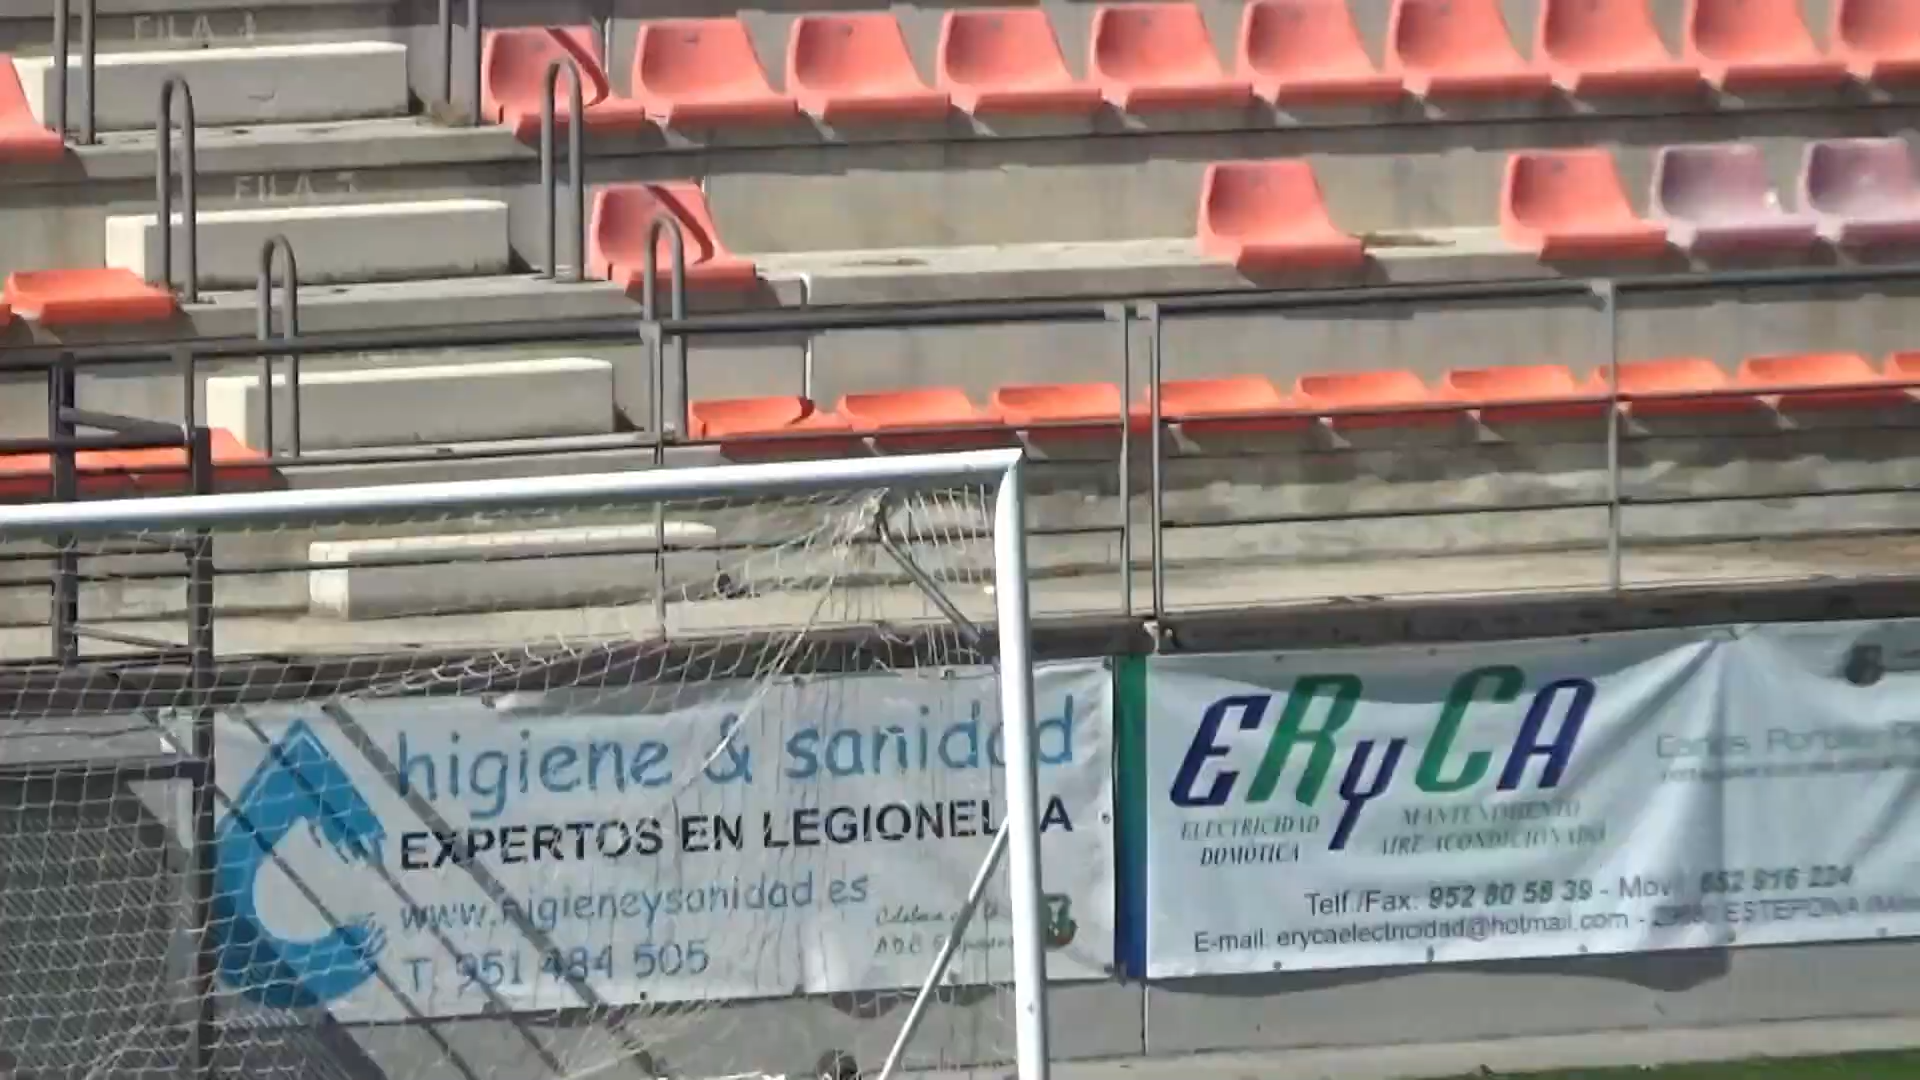 FILA 4
FILA 3
higiene & sanidad
EXPERTOS EN LEGIONELLA
www.higieneysanidad.es
T. 951 484 505
ERyCA
ELECTRICIDAD
DOMÓTICA
MANTENIMIENTO
AIRE ACONDICIONADO
Telf./Fax: 952 80 58 39 - Movil 652 916 224
E-mail: erycaelectricidad@hotmail.com - ESTEPONA